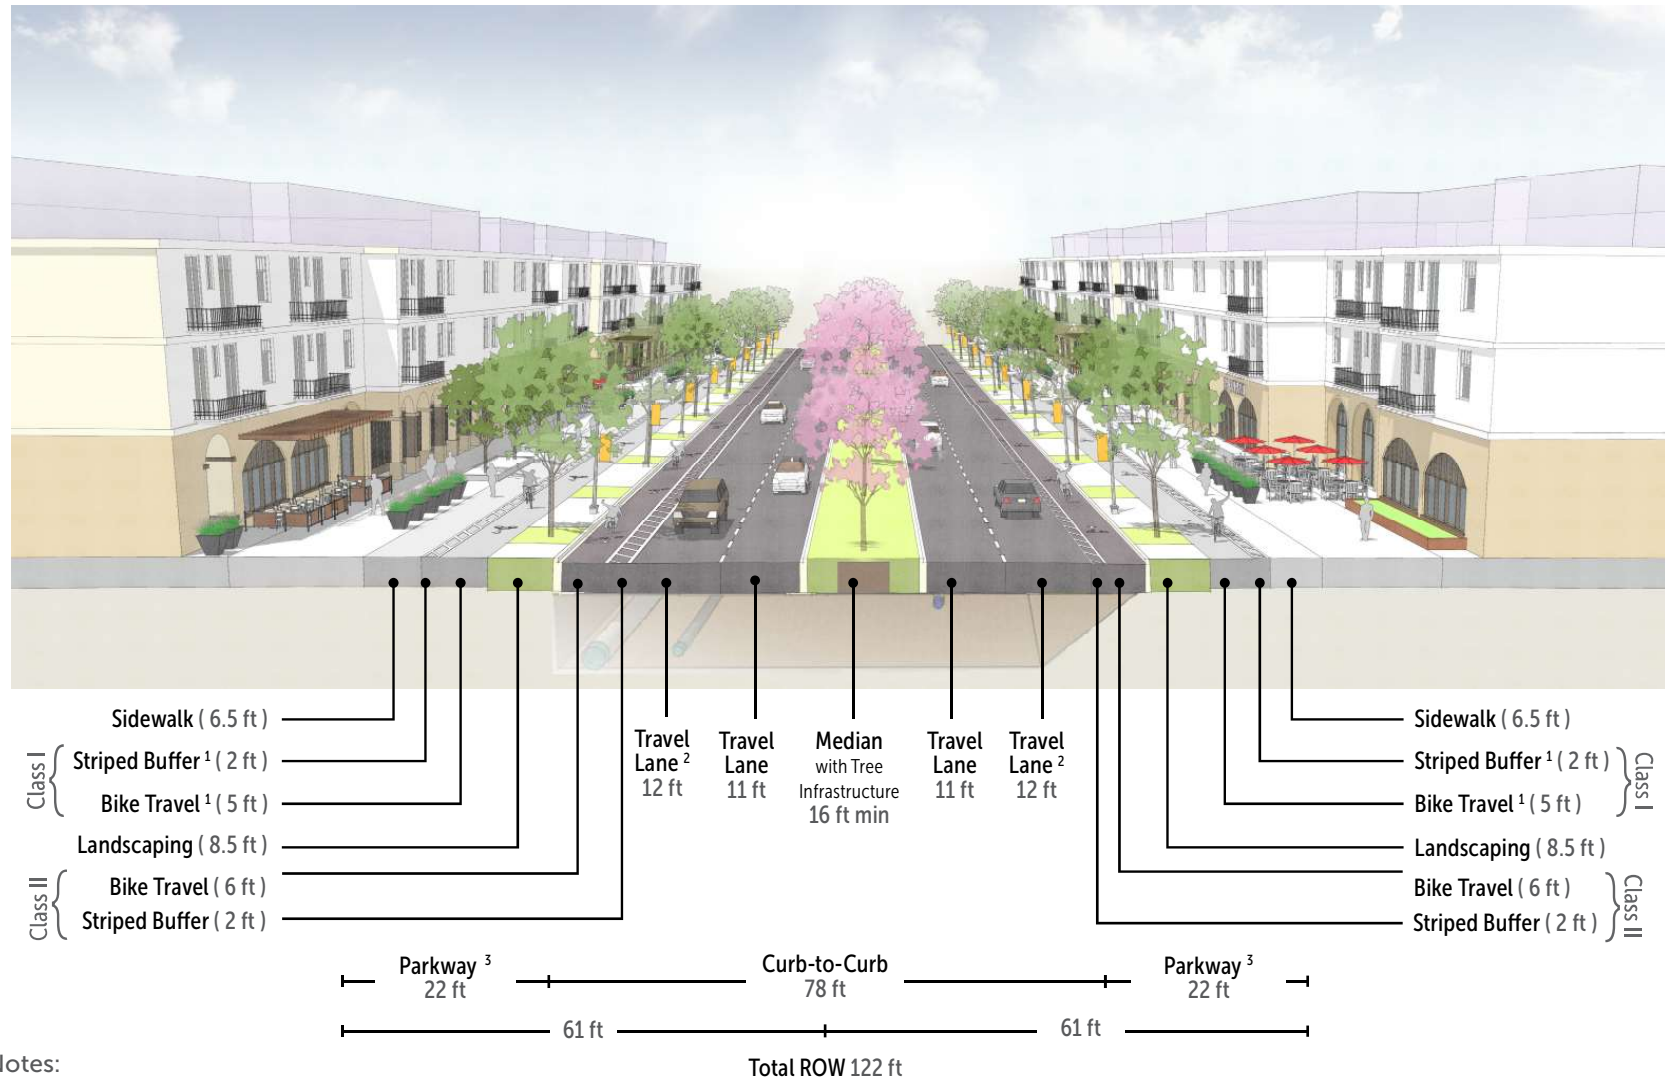 Sidewalk ( 6.5 ft )
Class I
Striped Buffer ¹ ( 2 ft )
Bike Travel ¹ ( 5 ft )
Landscaping ( 8.5 ft )
Class II
Bike Travel ( 6 ft )
Striped Buffer ( 2 ft )
Travel
Lane ²
12 ft
Travel
Lane
11 ft
Median
with Tree
Infrastructure
16 ft min
Travel
Lane
11 ft
Travel
Lane ²
12 ft
Sidewalk ( 6.5 ft )
Striped Buffer ¹ ( 2 ft )
Bike Travel ¹ ( 5 ft )
Class I
Landscaping ( 8.5 ft )
Bike Travel ( 6 ft )
Striped Buffer ( 2 ft )
Class II
Parkway ³
22 ft
Curb-to-Curb
78 ft
Parkway ³
22 ft
61 ft
61 ft
Total ROW 122 ft
Notes: